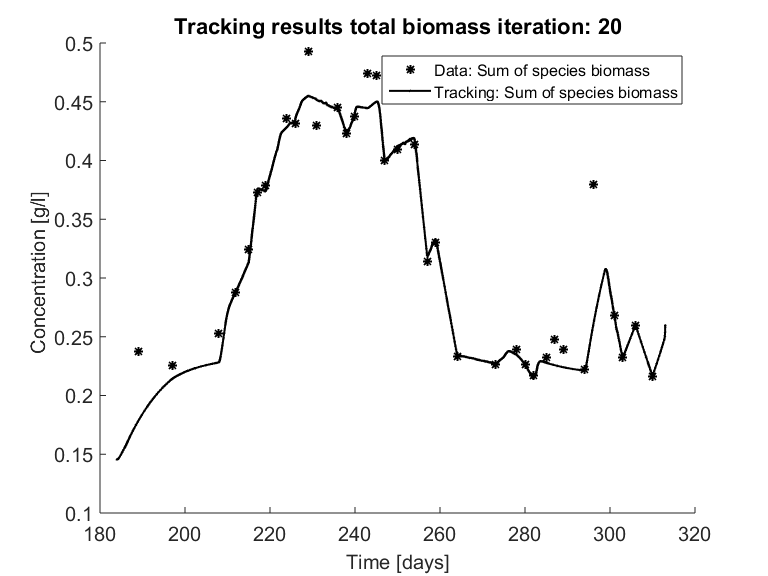 Tracking results total biomass iteration: 20
Data: Sum of species biomass
Tracking: Sum of species biomass
Concentration [g/l]
0.5
0.45
0.4
0.35
0.3
0.25
0.2
0.15
0.1
180 200 220 240 260 280 300 320
Time [days]